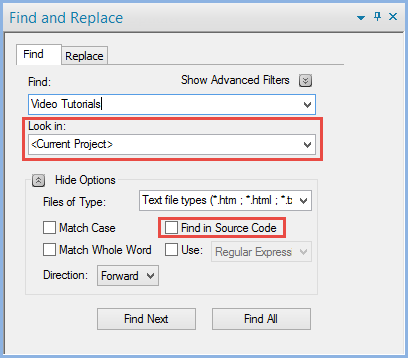 Find and Replace
Find Replace
Find: Show Advanced Filters
Video Tutorials
Look in:
<Current Project>
Hide Options
Files of Type: Text file types (*.htm ; *.html ; *.tx
Match Case Find in Source Code
Match Whole Word Use: Regular Express
Direction: Forward
Find Next Find All